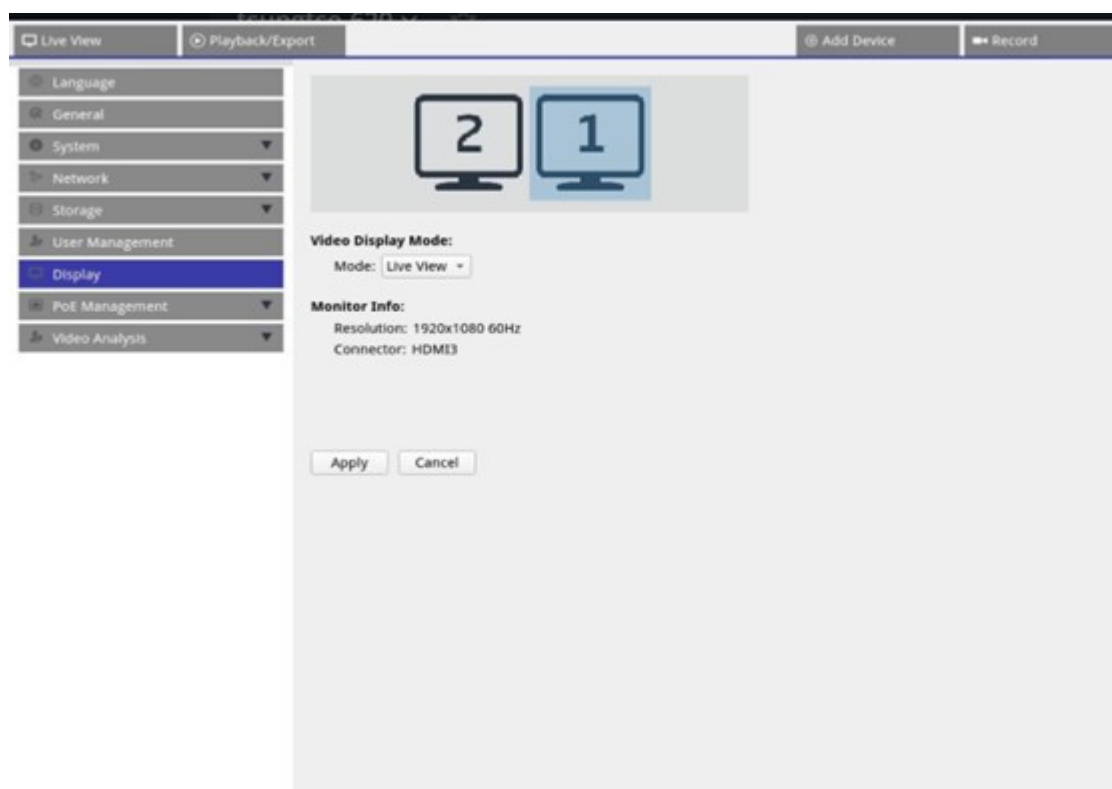 Live View
Playback/Export
Add Device
Record
Language
General
System
Network
Storage
User Management
Display
PoE Management
Video Analysis
2
1
Video Display Mode:
Mode: Live View
Monitor Info:
Resolution: 1920x1080 60Hz
Connector: HDMI3
Apply
Cancel